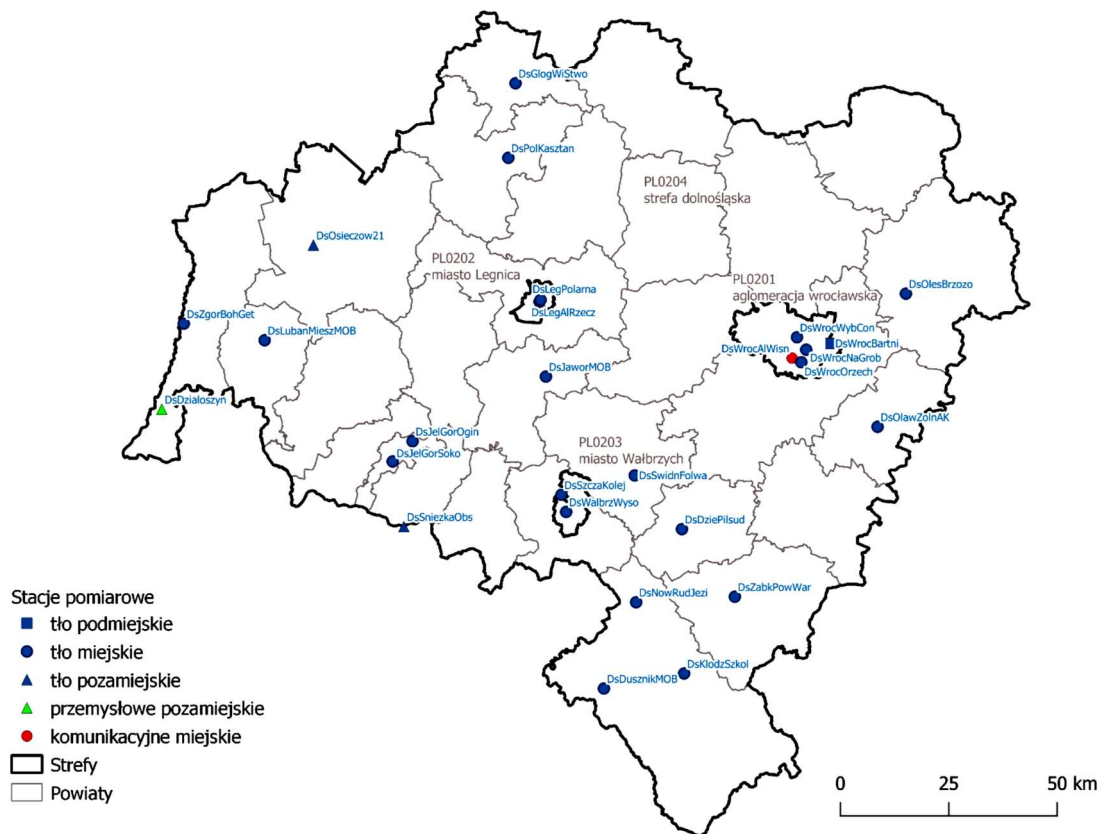 DsGlogWiStwo
DsPolKasztan
PL0204
strefa dolnośląska
DsOsieczow21
PL0202
miasto Legnica
PL0201
aglomeracja wrocławska
DsOlesBrzozo
DsLegPolarna
DsLegAlRzecz
DsZgorBohGet
DsLubanMieszMOB
DsWrocWybCon
DsWrocBartni
DsWrocAlWisn
DsWrocNaGrob
DsWrocOrzech
DsJaworMOB
DsDzialoszyn
DsOlawZolnAK
DsJelGorOgin
DsJelGorSoko
PL0203
miasto Wałbrzych
DsSwidnFolwa
DsSzczaKolej
DsWalbrzWyso
DsSniezkaObs
DsDziePilsud
DsNowRudJezi
DsZabkPowWar
DsKlodzSzkol
DsDusznikMOB
Stacje pomiarowe
tło podmiejskie
tło miejskie
tło pozamiejskie
przemysłowe pozamiejskie
komunikacyjne miejskie
Strefy
Powiaty
0 25 50 km